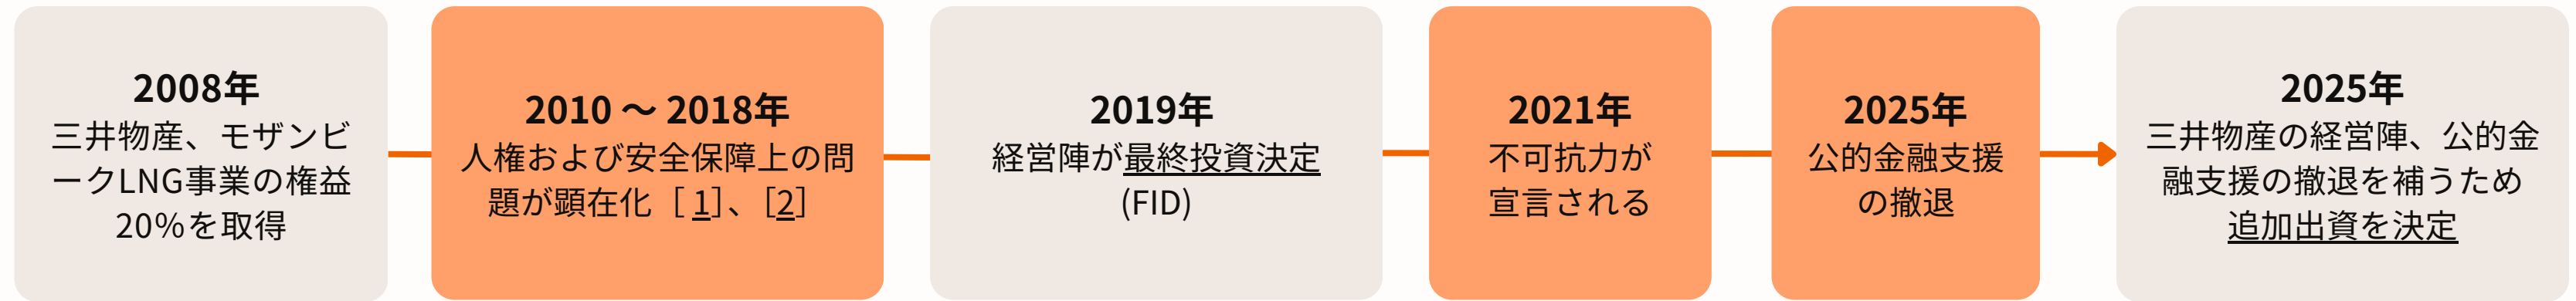 2008年
三井物産、モザンビ
ークLNG事業の権益
20%を取得
2010 〜 2018年
人権および安全保障上の問
題が顕在化［ 1］、［2］
2019年
経営陣が最終投資決定
(FID)
2021年
不可抗力が
宣言される
2025年
公的金融支援
の撤退
2025年
三井物産の経営陣、公的金
融支援の撤退を補うため
追加出資を決定